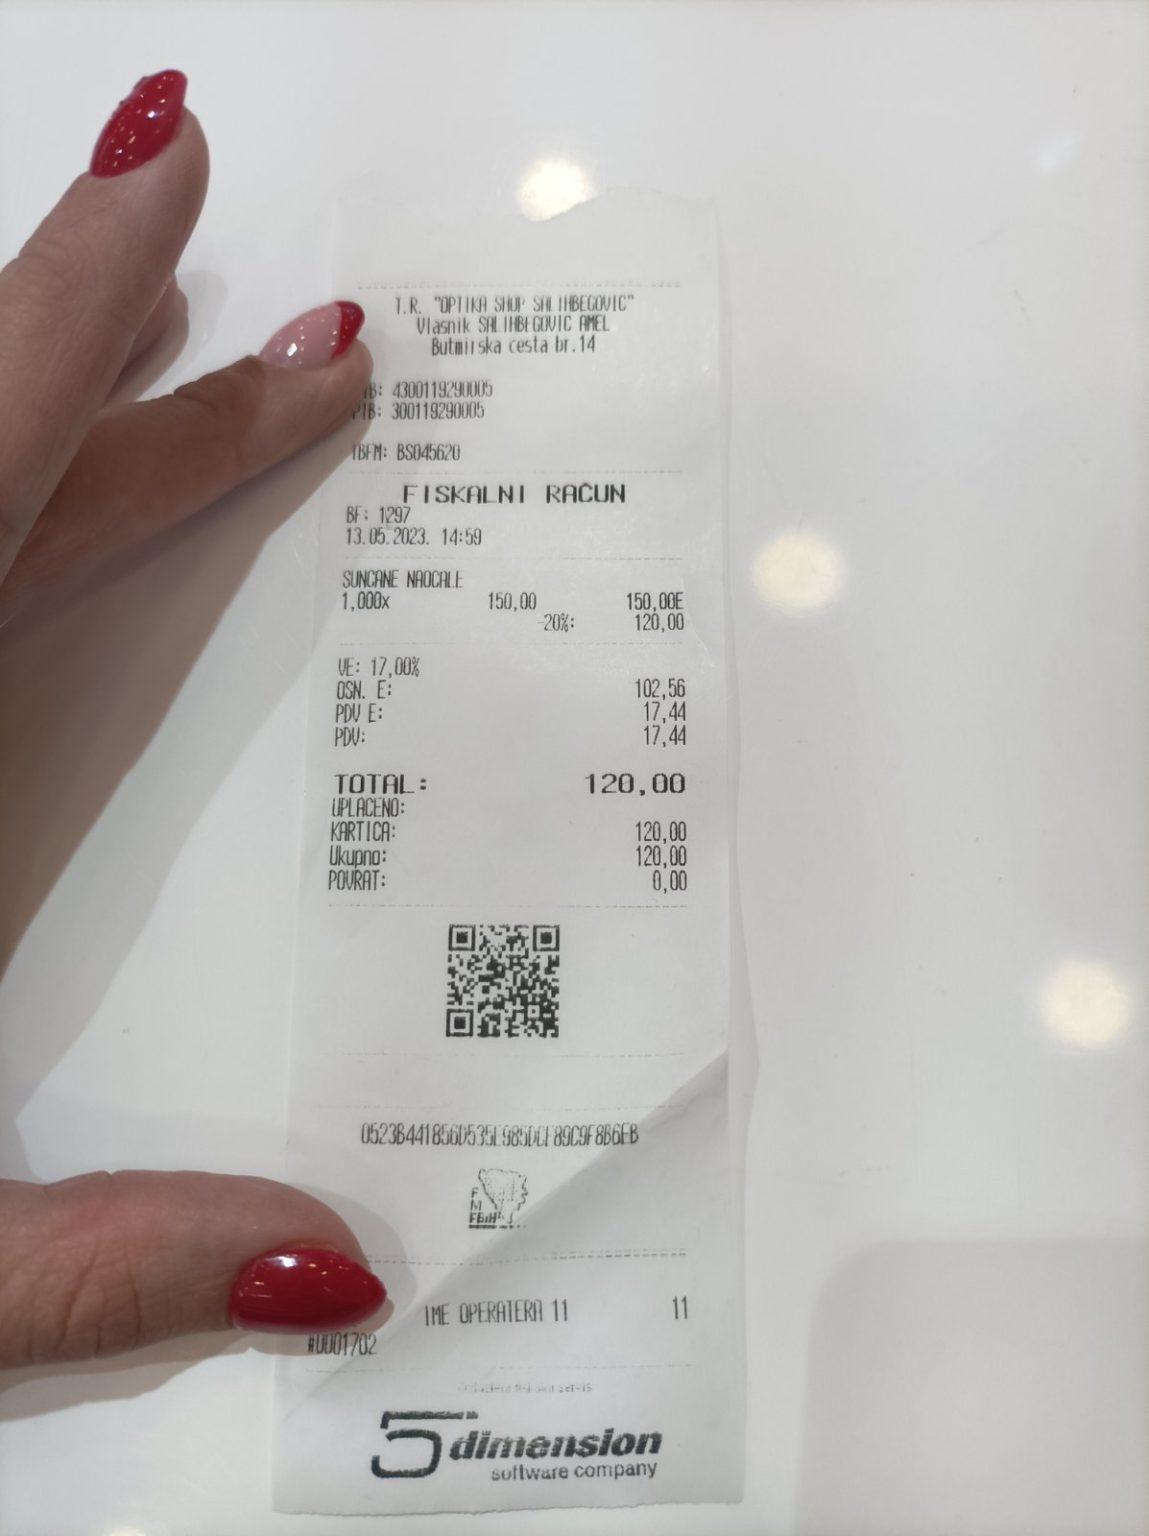 T.R. "OPTIKA SHOP SALIHBEGOVIC"
Vlasnik SALIHBEGOVIC AMEL
Butmirska cesta br.14
IB: 4300119290005
PIB: 300119290005
IBFM: BS045620
FISKALNI RAČUN
BF: 1297
13.05.2023. 14:59
SUNCANE NAOCALE
1,000x 150,00 150,00E
-20%: 120,00
VE: 17,00%
OSN. E: 102,56
PDV E: 17,44
PDV: 17,44
TOTAL: 120,00
UPLACENO:
KARTICA: 120,00
Ukupno: 120,00
POVRAT: 0,00
F
M
FBiH
IME OPERATERA 11 11
#0001702
5 dimension
software company